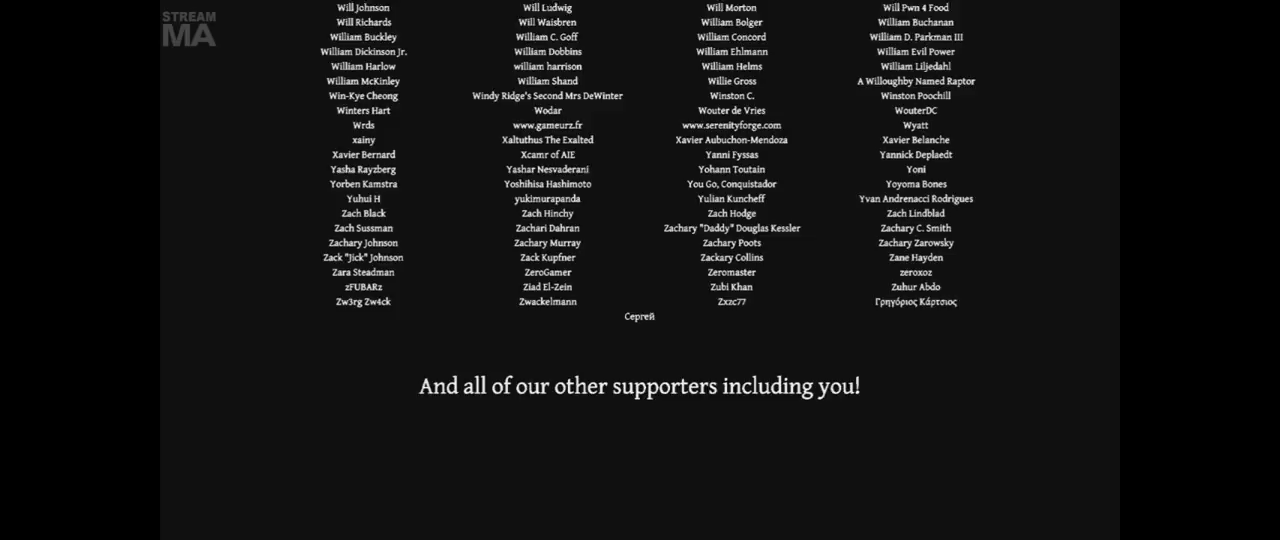 STREAM
MA
Will Johnson Will Ludwig Will Morton Will Pwn 4 Food
Will Richards Will Waisbren William Bolger William Buchanan
William Buckley William C. Goff William Concord William D. Parkman III
William Dickinson Jr. William Dobbins William Ehlmann William Evil Power
William Harlow william harrison William Helms William Liljedahl
William McKinley William Shand Willie Gross A Willoughby Named Raptor
Win-Kye Cheong Windy Ridge's Second Mrs DeWinter Winston C. Winston Poochill
Winters Hart Wodar Wouter de Vries WouterDC
Wrds www.gameurz.fr www.serenityforge.com Wyatt
xainy Xaltuthus The Exalted Xavier Aubuchon-Mendoza Xavier Belanche
Xavier Bernard Xcamr of AIE Yanni Fyssas Yannick Deplaedt
Yasha Rayzberg Yashar Nesvaderani Yohann Toutain Yoni
Yorben Kamstra Yoshihisa Hashimoto You Go, Conquistador Yoyoma Bones
Yuhui H yukimurapanda Yulian Kuncheff Yvan Andrenacci Rodrigues
Zach Black Zach Hinchy Zach Hodge Zach Lindblad
Zach Sussman Zachari Dahran Zachary "Daddy" Douglas Kessler Zachary C. Smith
Zachary Johnson Zachary Murray Zachary Poots Zachary Zarowsky
Zack "Jick" Johnson Zack Kupfner Zackary Collins Zane Hayden
Zara Steadman ZeroGamer Zeromaster zeroxoz
zFUBARz Ziad El-Zein Zubi Khan Zuhur Abdo
Zw3rg Zw4ck Zwackelmann Zxzc77 Γρηγόριος Κάρτσιος
Сергей
And all of our other supporters including you!